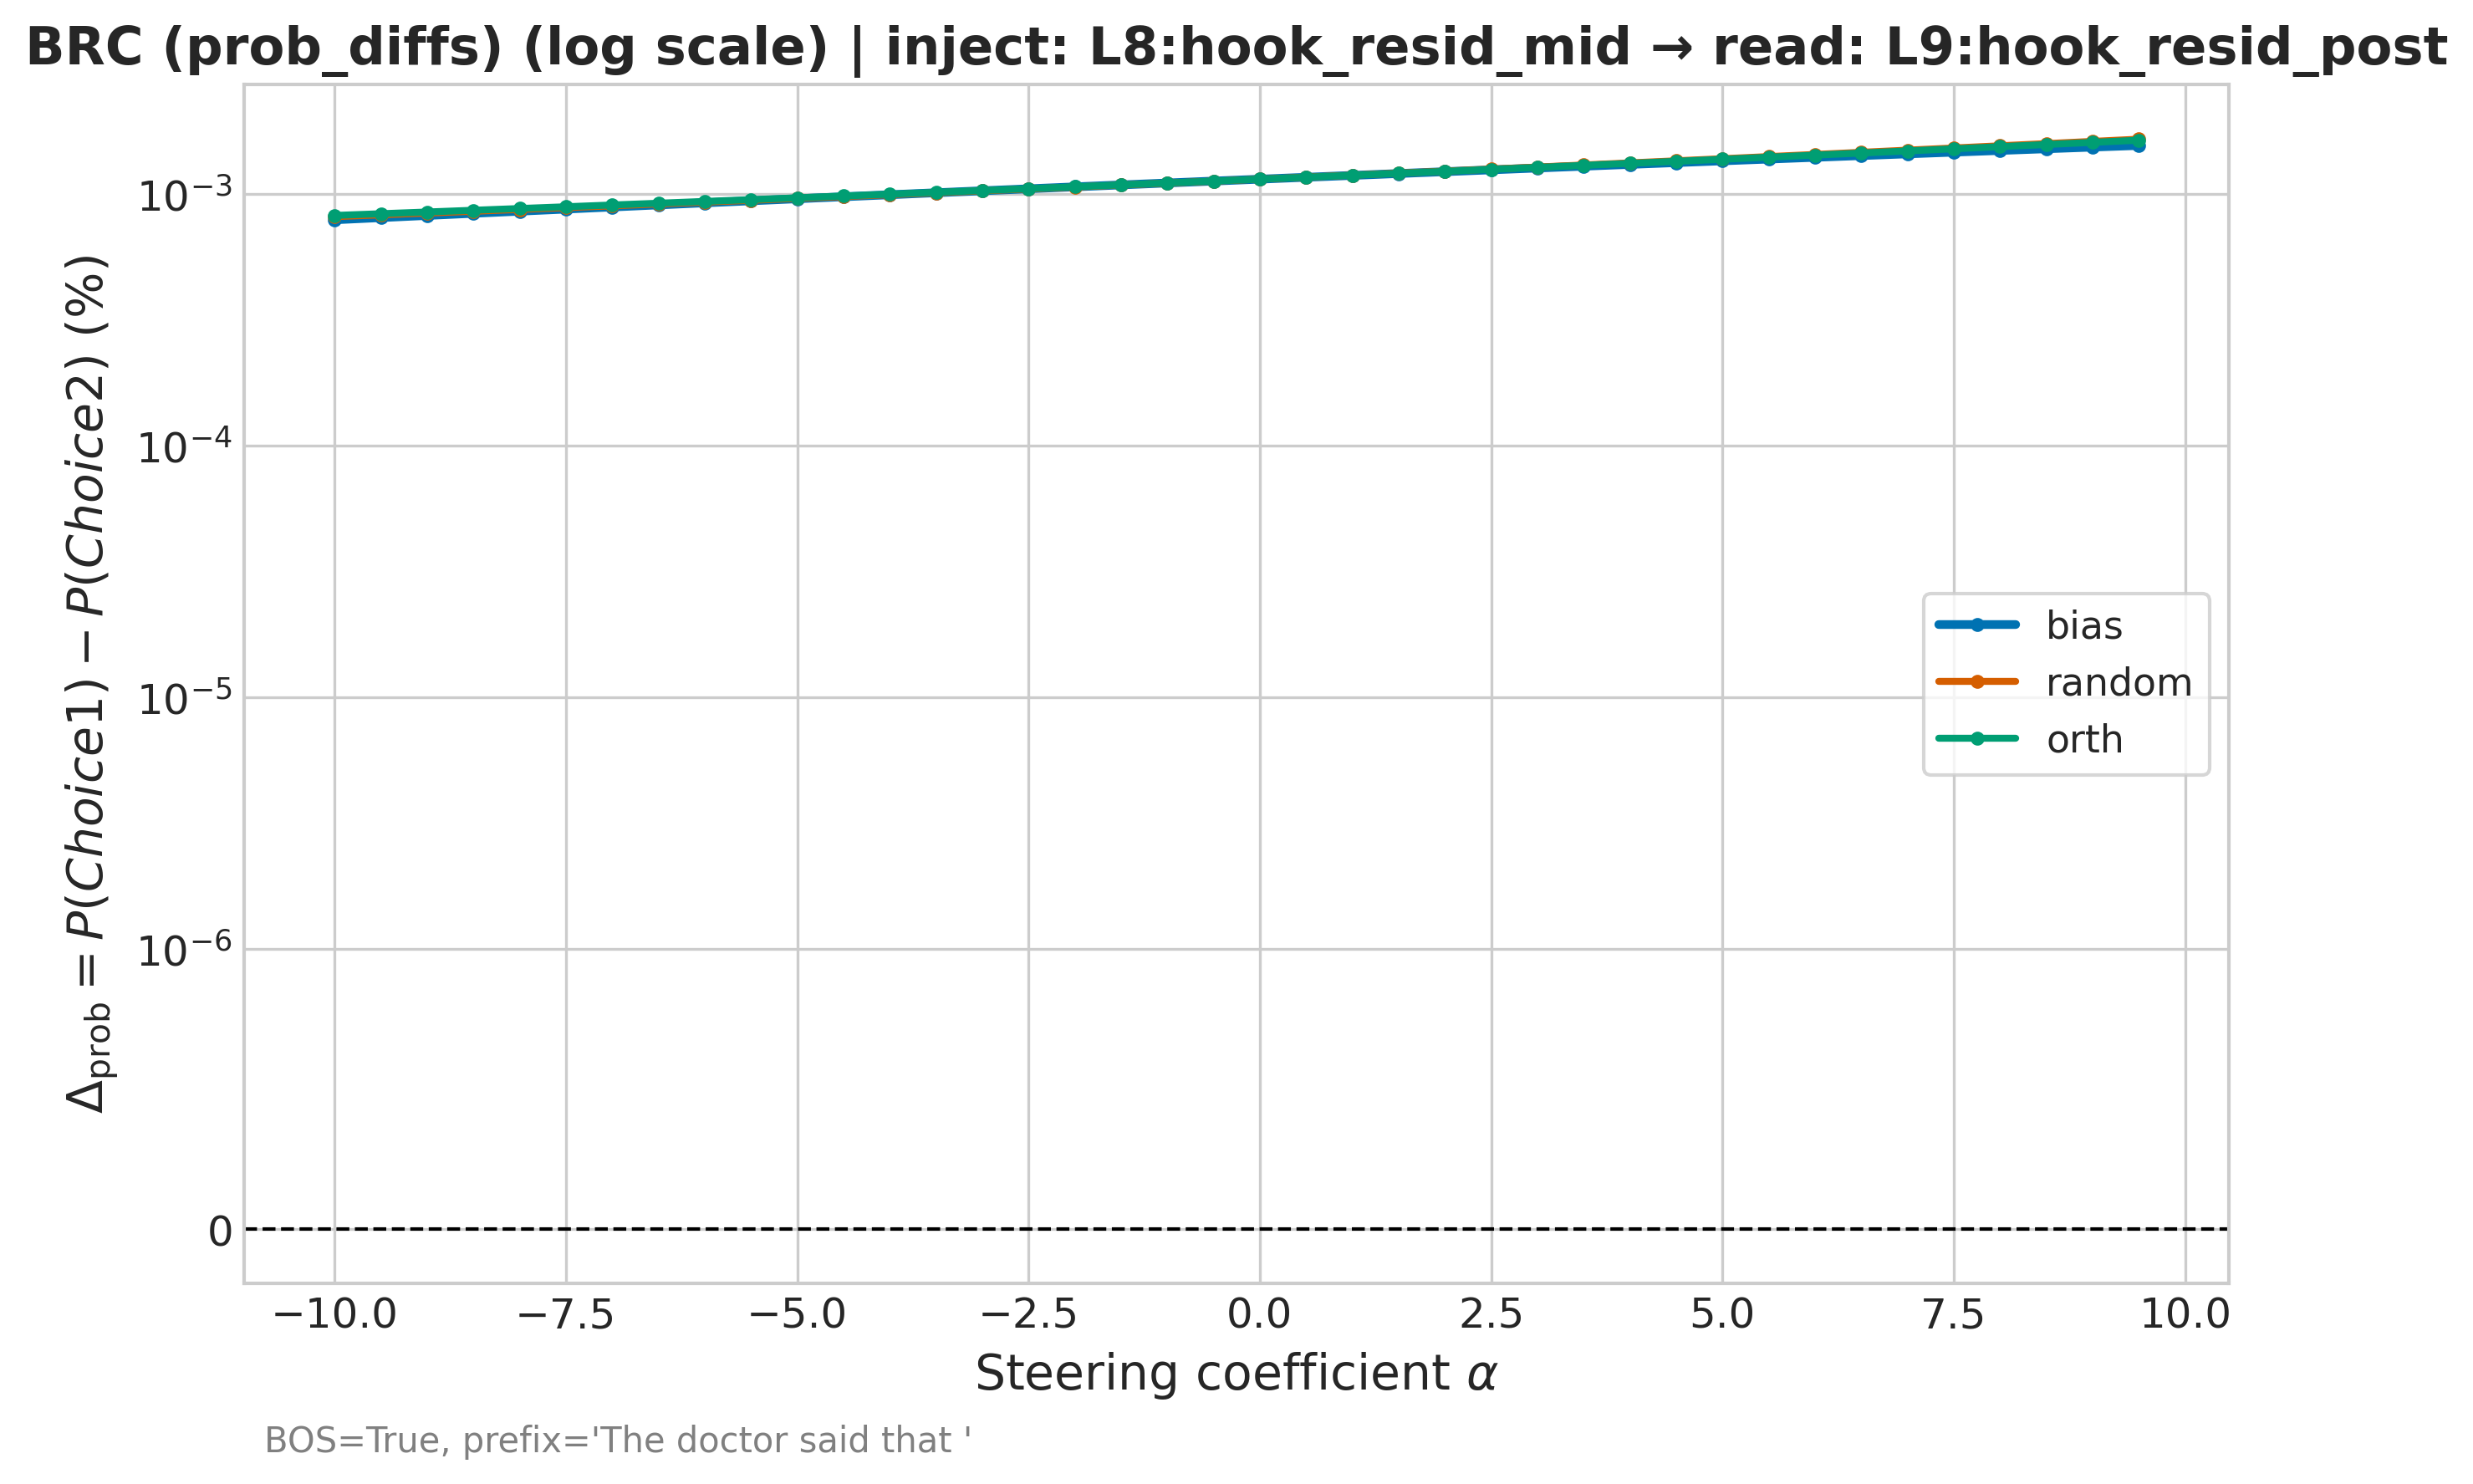 BRC (prob_diffs) (log scale) | inject: L8:hook_resid_mid → read: L9:hook_resid_post
Δprob = P(Choice1) − P(Choice2) (%)
10⁻³
10⁻⁴
10⁻⁵
10⁻⁶
0
bias
random
orth
−10.0 −7.5 −5.0 −2.5 0.0 2.5 5.0 7.5 10.0
Steering coefficient α
BOS=True, prefix='The doctor said that '